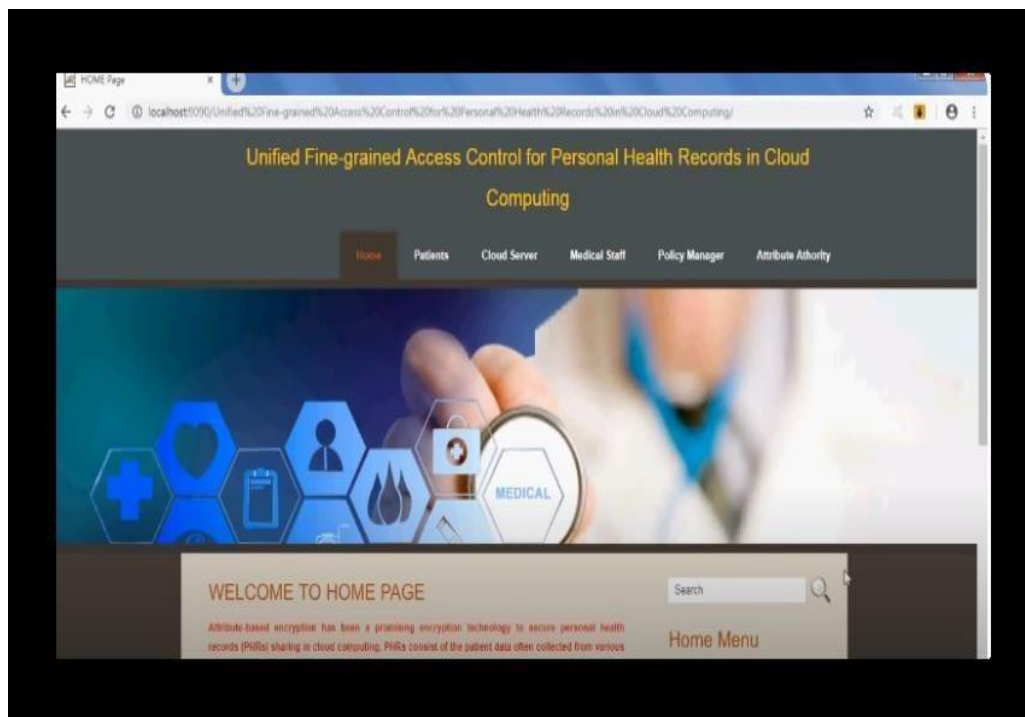 HOME Page
localhost:9090/Unified%20Fine-grained%20Access%20Control%20for%20Personal%20Health%20Records%20in%20Cloud%20Computing/
Unified Fine-grained Access Control for Personal Health Records in Cloud
Computing
Home Patients Cloud Server Medical Staff Policy Manager Attribute Athority
MEDICAL
WELCOME TO HOME PAGE
Search
Attribute-based encryption has been a promising encryption technology to secure personal health
records (PHRs) sharing in cloud computing. PHRs consist of the patient data often collected from various
Home Menu